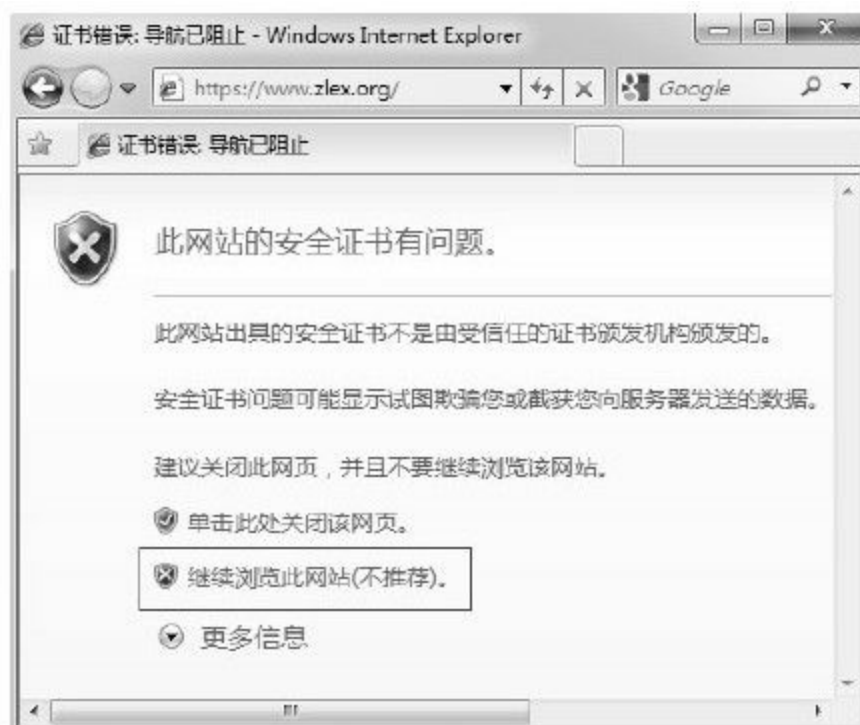 证书错误: 导航已阻止 - Windows Internet Explorer
https://www.zlex.org/
Google
证书错误: 导航已阻止
此网站的安全证书有问题。
此网站出具的安全证书不是由受信任的证书颁发机构颁发的。
安全证书问题可能显示试图欺骗您或截获您向服务器发送的数据。
建议关闭此网页，并且不要继续浏览该网站。
单击此处关闭该网页。
继续浏览此网站(不推荐)。
更多信息